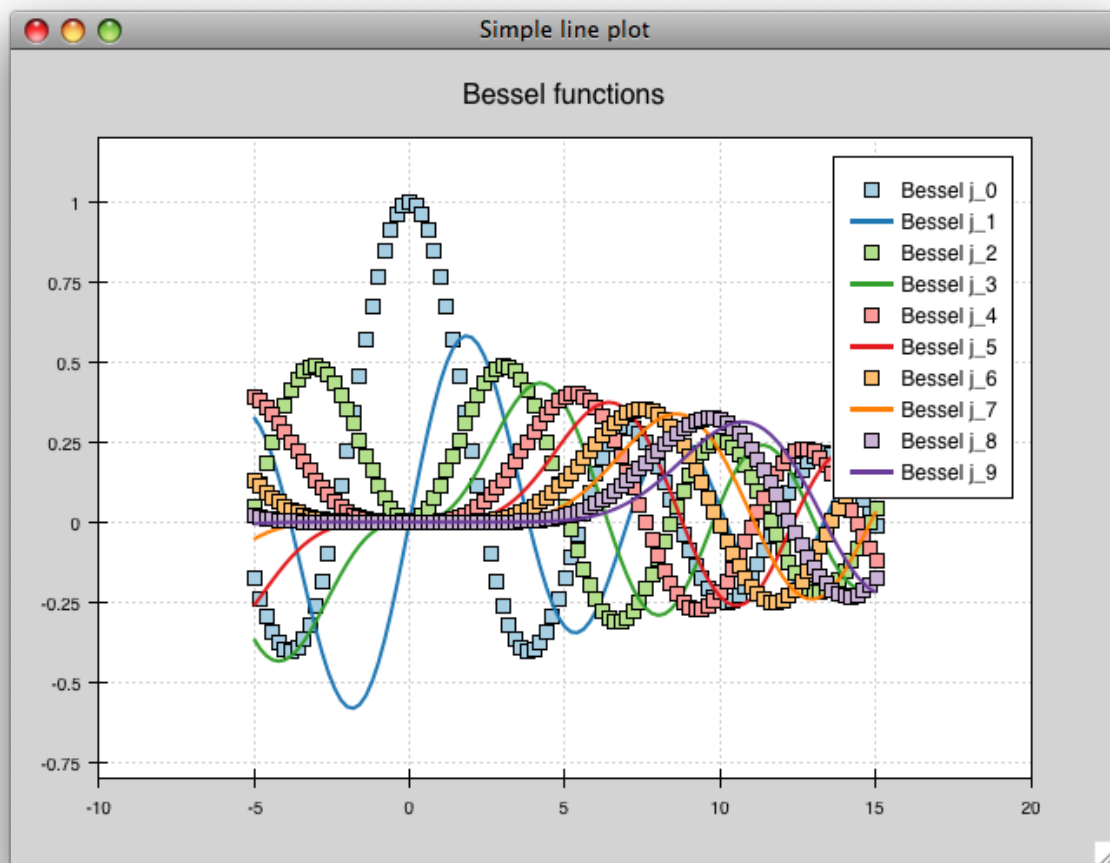 Simple line plot
Bessel functions
1
0.75
0.5
0.25
0
-0.25
-0.5
-0.75
-10
-5
0
5
10
15
20
Bessel j_0
Bessel j_1
Bessel j_2
Bessel j_3
Bessel j_4
Bessel j_5
Bessel j_6
Bessel j_7
Bessel j_8
Bessel j_9